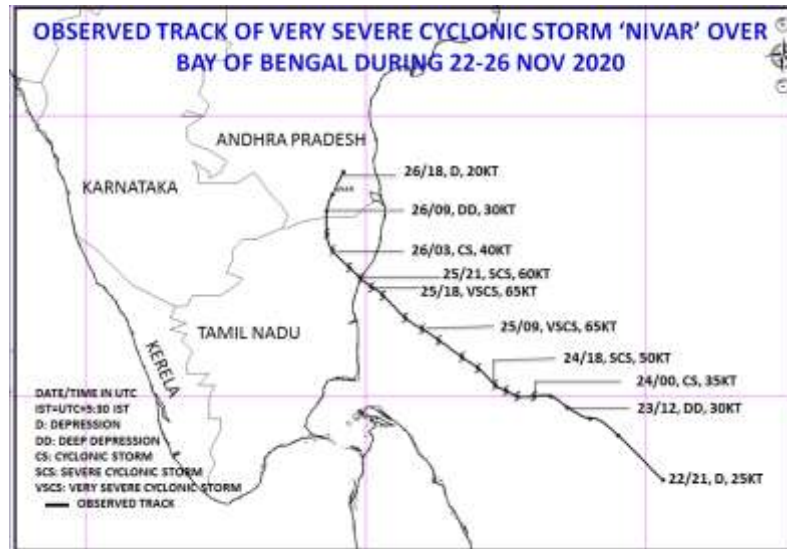 OBSERVED TRACK OF VERY SEVERE CYCLONIC STORM ‘NIVAR’ OVER
BAY OF BENGAL DURING 22-26 NOV 2020
ANDHRA PRADESH
KARNATAKA
26/18, D, 20KT
26/09, DD, 30KT
26/03, CS, 40KT
25/21, SCS, 60KT
25/18, VSCS, 65KT
TAMIL NADU
25/09, VSCS, 65KT
KERELA
24/18, SCS, 50KT
24/00, CS, 35KT
23/12, DD, 30KT
22/21, D, 25KT
DATE/TIME IN UTC
IST=UTC+5:30 IST
D: DEPRESSION
DD: DEEP DEPRESSION
CS: CYCLONIC STORM
SCS: SEVERE CYCLONIC STORM
VSCS: VERY SEVERE CYCLONIC STORM
OBSERVED TRACK